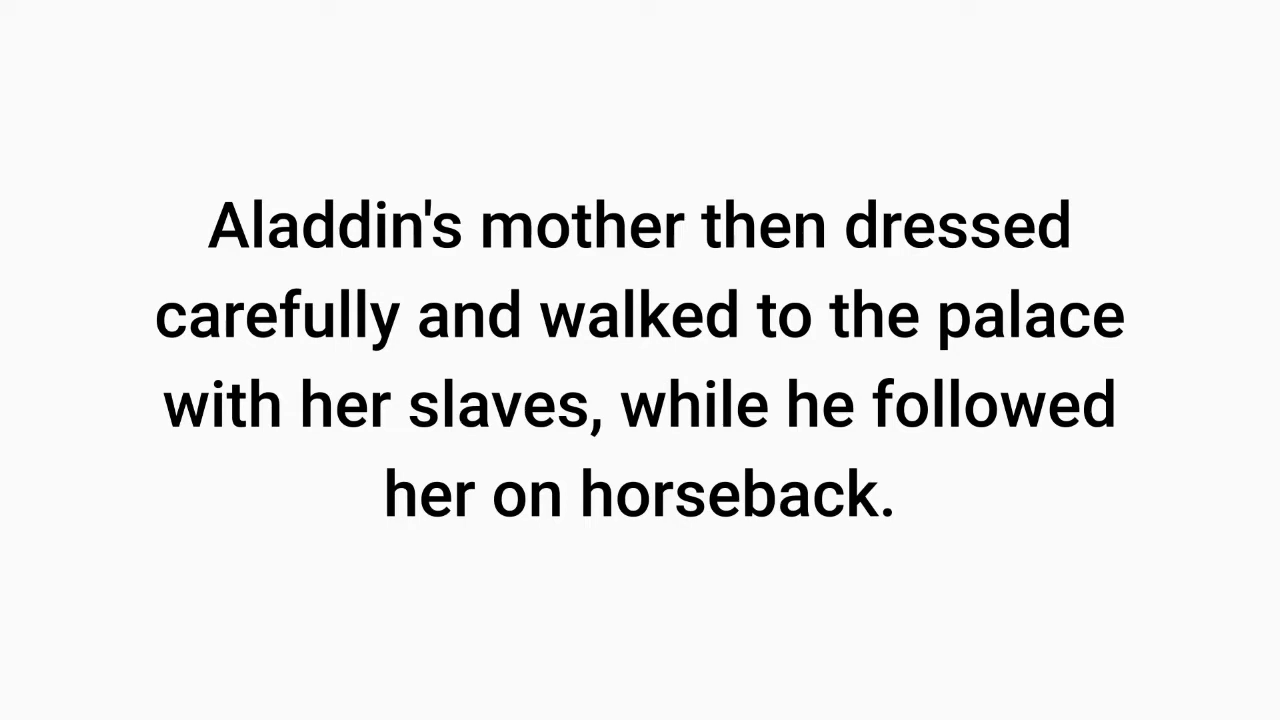 Aladdin's mother then dressed
carefully and walked to the palace
with her slaves, while he followed
her on horseback.